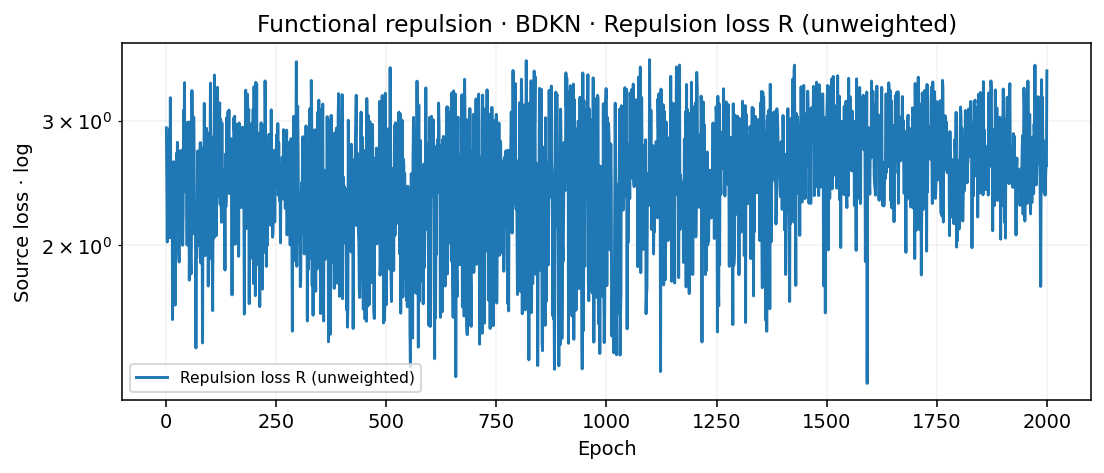 Functional repulsion · BDKN · Repulsion loss R (unweighted)
Source loss · log
3 × 10⁰
2 × 10⁰
Repulsion loss R (unweighted)
0 250 500 750 1000 1250 1500 1750 2000
Epoch